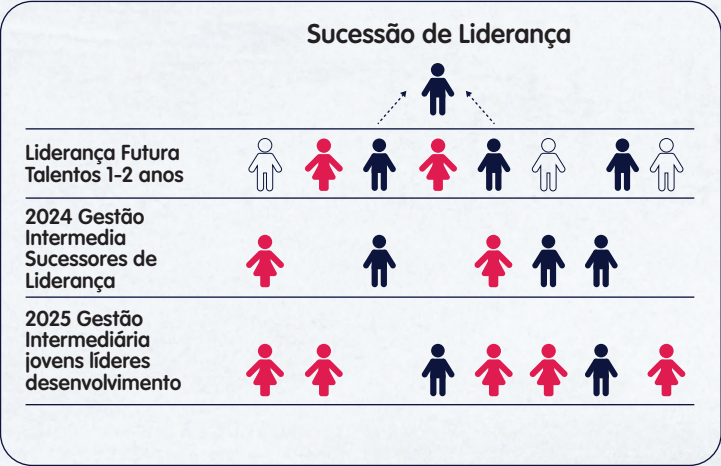 Sucessão de Liderança
Liderança Futura
Talentos 1-2 anos
2024 Gestão
Intermedia
Sucessores de
Liderança
2025 Gestão
Intermediária
jovens líderes
desenvolvimento